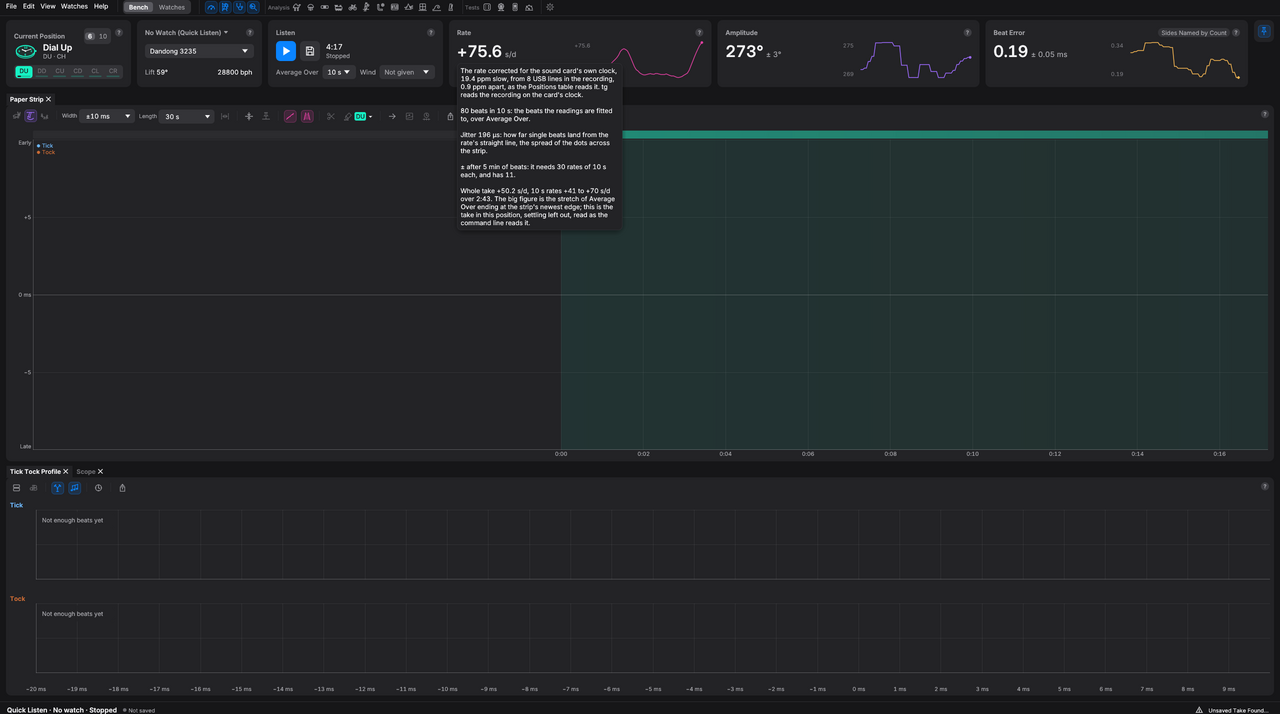 File Edit View Watches Help Bench Watches Analysis Tests
Current Position 6 10 ?
Dial Up
DU · CH
DU DD CU CD CL CR
No Watch (Quick Listen) ?
Dandong 3235
Lift 59° 28800 bph
Listen ?
4:17
Stopped
Average Over 10 s Wind Not given
Rate ?
+75.6 s/d
+75.6
The rate corrected for the sound card's own clock,
19.4 ppm slow, from 8 USB lines in the recording,
0.9 ppm apart, as the Positions table reads it. tg
reads the recording on the card's clock.
80 beats in 10 s: the beats the readings are fitted
to, over Average Over.
Jitter 196 µs: how far single beats land from the
rate's straight line, the spread of the dots across
the strip.
± after 5 min of beats: it needs 30 rates of 10 s
each, and has 11.
Whole take +50.2 s/d, 10 s rates +41 to +70 s/d
over 2:43. The big figure is the stretch of Average
Over ending at the strip's newest edge; this is the
take in this position, settling left out, read as the
command line reads it.
Amplitude ?
273° ± 3°
275
269
Beat Error Sides Named by Count ?
0.19 ± 0.05 ms
0.34
0.19
Paper Strip
Width ±10 ms Length 30 s DU ?
Early
Tick
Tock
+5
0 ms
−5
Late
0:00 0:02 0:04 0:06 0:08 0:10 0:12 0:14 0:16
Tick Tock Profile Scope
?
Tick
Not enough beats yet
Tock
Not enough beats yet
−20 ms −19 ms −18 ms −17 ms −16 ms −15 ms −14 ms −13 ms −12 ms −11 ms −10 ms −9 ms −8 ms −7 ms −6 ms −5 ms −4 ms −3 ms −2 ms −1 ms 0 ms 1 ms 2 ms 3 ms 4 ms 5 ms 6 ms 7 ms 8 ms 9 ms
Quick Listen · No watch · Stopped Not saved Unsaved Take Found...